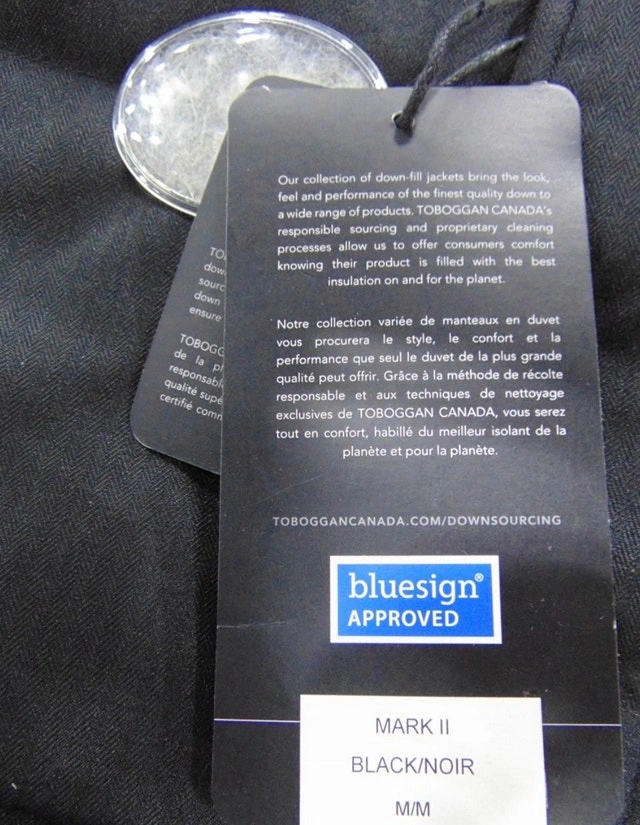 Our collection of down-fill jackets bring the look,
feel and performance of the finest quality down to
a wide range of products. TOBOGGAN CANADA's
responsible sourcing and proprietary cleaning
processes allow us to offer consumers comfort
knowing their product is filled with the best
insulation on and for the planet.
Notre collection variée de manteaux en duvet
vous procurera le style, le confort et la
performance que seul le duvet de la plus grande
qualité peut offrir. Grâce à la méthode de récolte
responsable et aux techniques de nettoyage
exclusives de TOBOGGAN CANADA, vous serez
tout en confort, habillé du meilleur isolant de la
planète et pour la planète.
TOBOGGANCANADA.COM/DOWNSOURCING
bluesign®
APPROVED
MARK II
BLACK/NOIR
M/M
down
ensure
de la
qualité
certifié